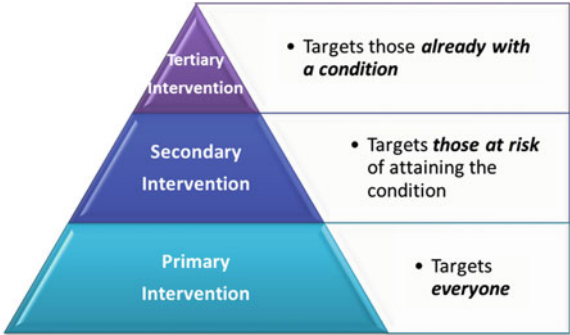 Tertiary
Intervention
• Targets those already with
a condition
Secondary
Intervention
• Targets those at risk
of attaining the
condition
Primary
Intervention
• Targets
everyone